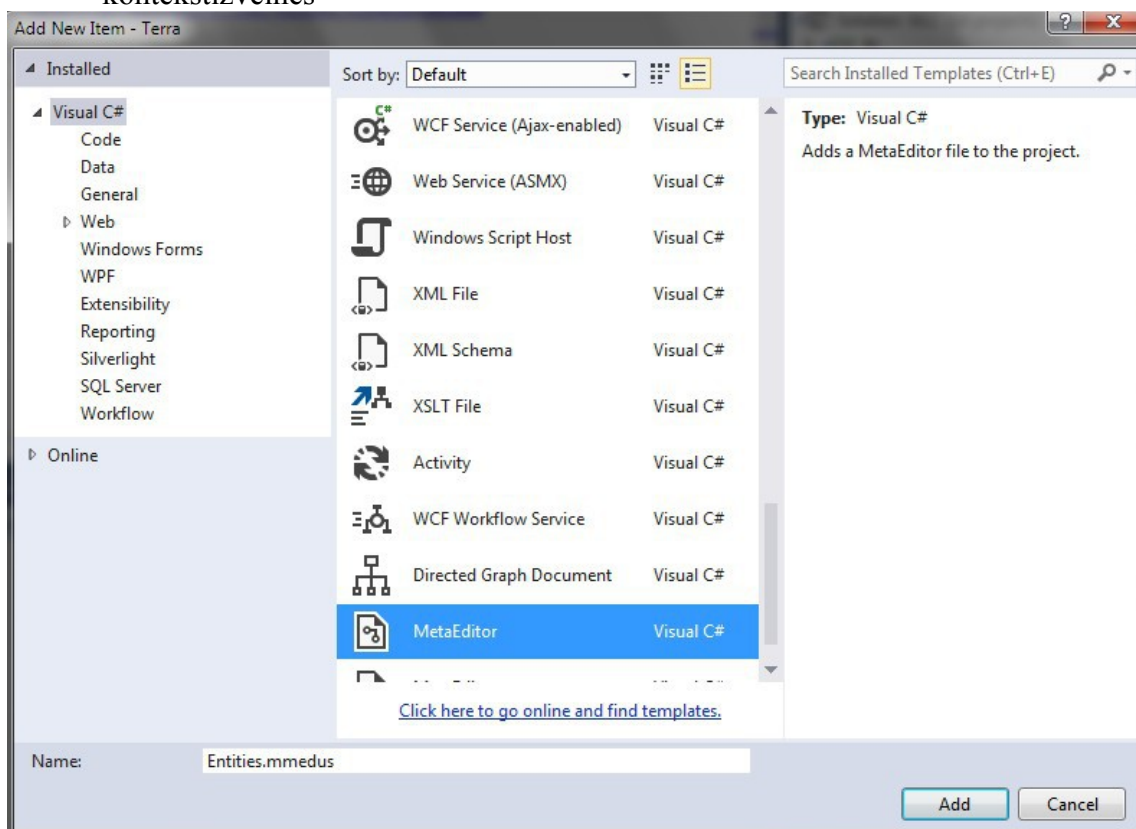 kontekstizvēlnes
Add New Item - Terra
Installed
Visual C#
Code
Data
General
Web
Windows Forms
WPF
Extensibility
Reporting
Silverlight
SQL Server
Workflow
Online
Sort by: Default
WCF Service (Ajax-enabled) Visual C#
Web Service (ASMX) Visual C#
Windows Script Host Visual C#
XML File Visual C#
XML Schema Visual C#
XSLT File Visual C#
Activity Visual C#
WCF Workflow Service Visual C#
Directed Graph Document Visual C#
MetaEditor Visual C#
Click here to go online and find templates.
Search Installed Templates (Ctrl+E)
Type: Visual C#
Adds a MetaEditor file to the project.
Name: Entities.mmedus
Add Cancel